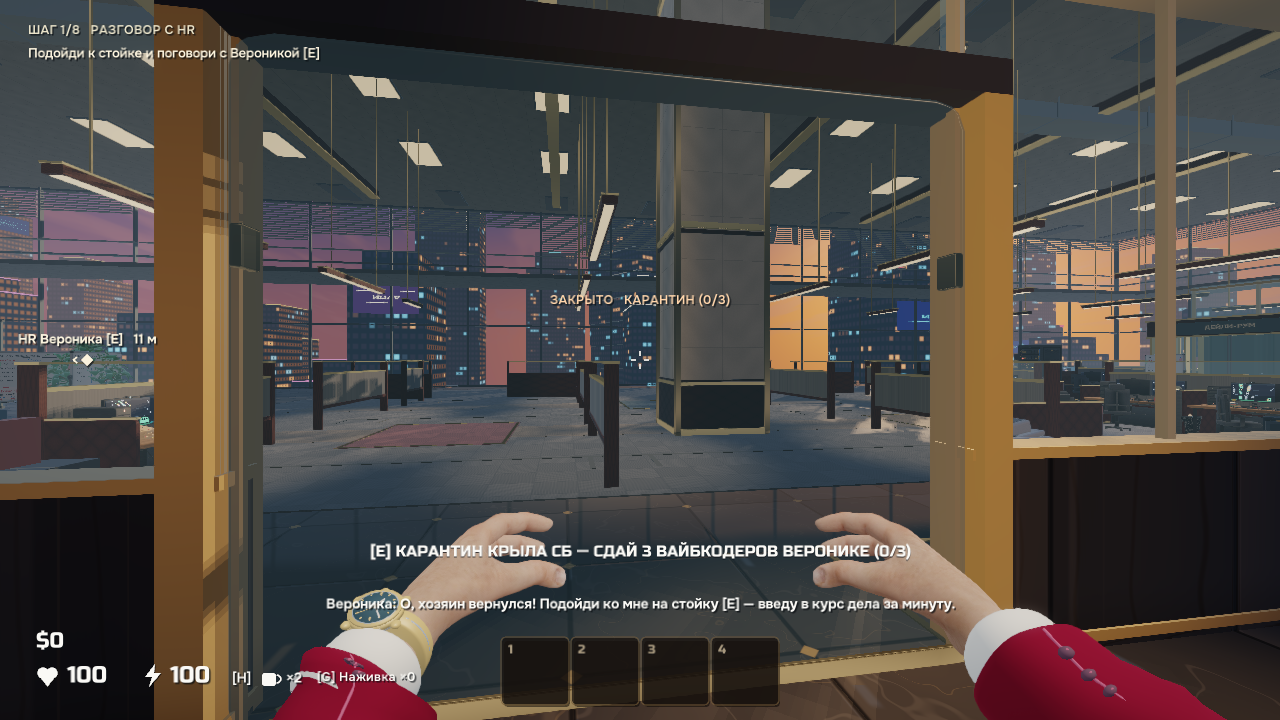 ШАГ 1/8 РАЗГОВОР С HR
Подойди к стойке и поговори с Вероникой [E]
ЗАКРЫТО КАРАНТИН (0/3)
HR Вероника [E] 11 м
[E] КАРАНТИН КРЫЛА СБ — СДАЙ 3 ВАЙБКОДЕРОВ ВЕРОНИКЕ (0/3)
Вероника: О, хозяин вернулся! Подойди ко мне на стойку [E] — введу в курс дела за минуту.
$0
100 100 [H] ×2 [G] Наживка ×0
1 2 3 4